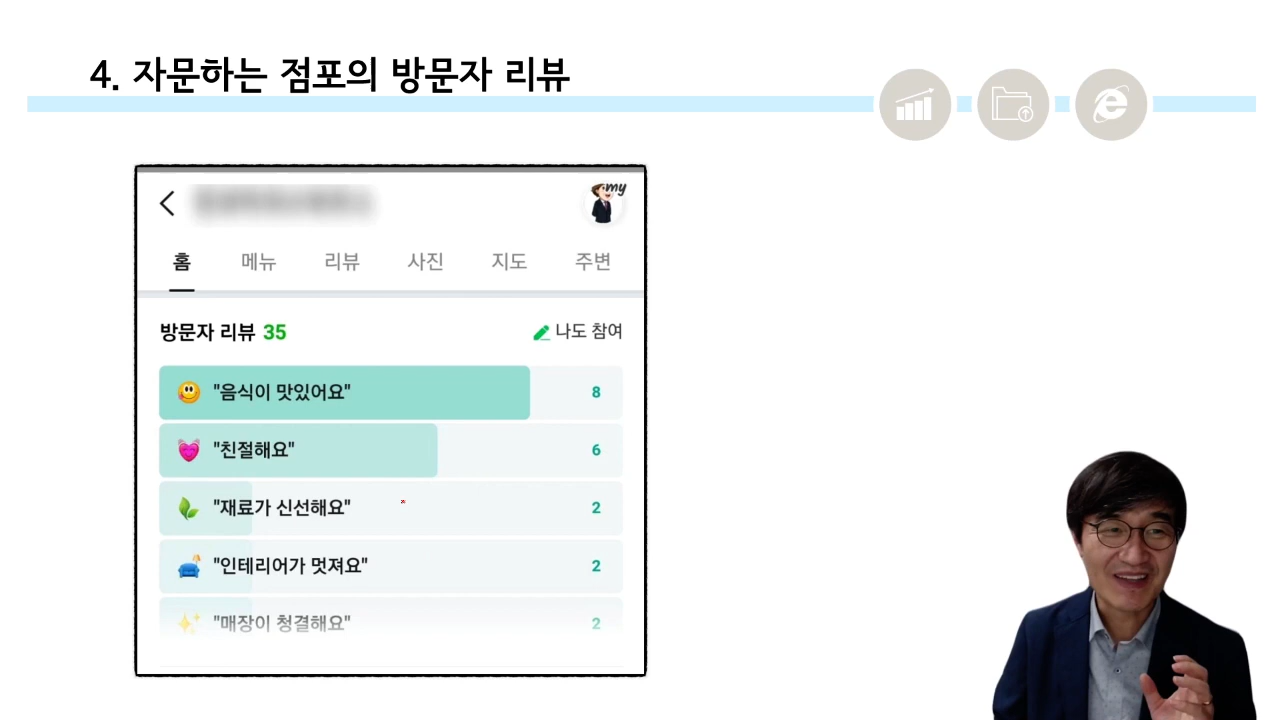 4. 자문하는 점포의 방문자 리뷰
my
홈 메뉴 리뷰 사진 지도 주변
방문자 리뷰 35 나도 참여
"음식이 맛있어요" 8
"친절해요" 6
"재료가 신선해요" 2
"인테리어가 멋져요" 2
"매장이 청결해요" 2